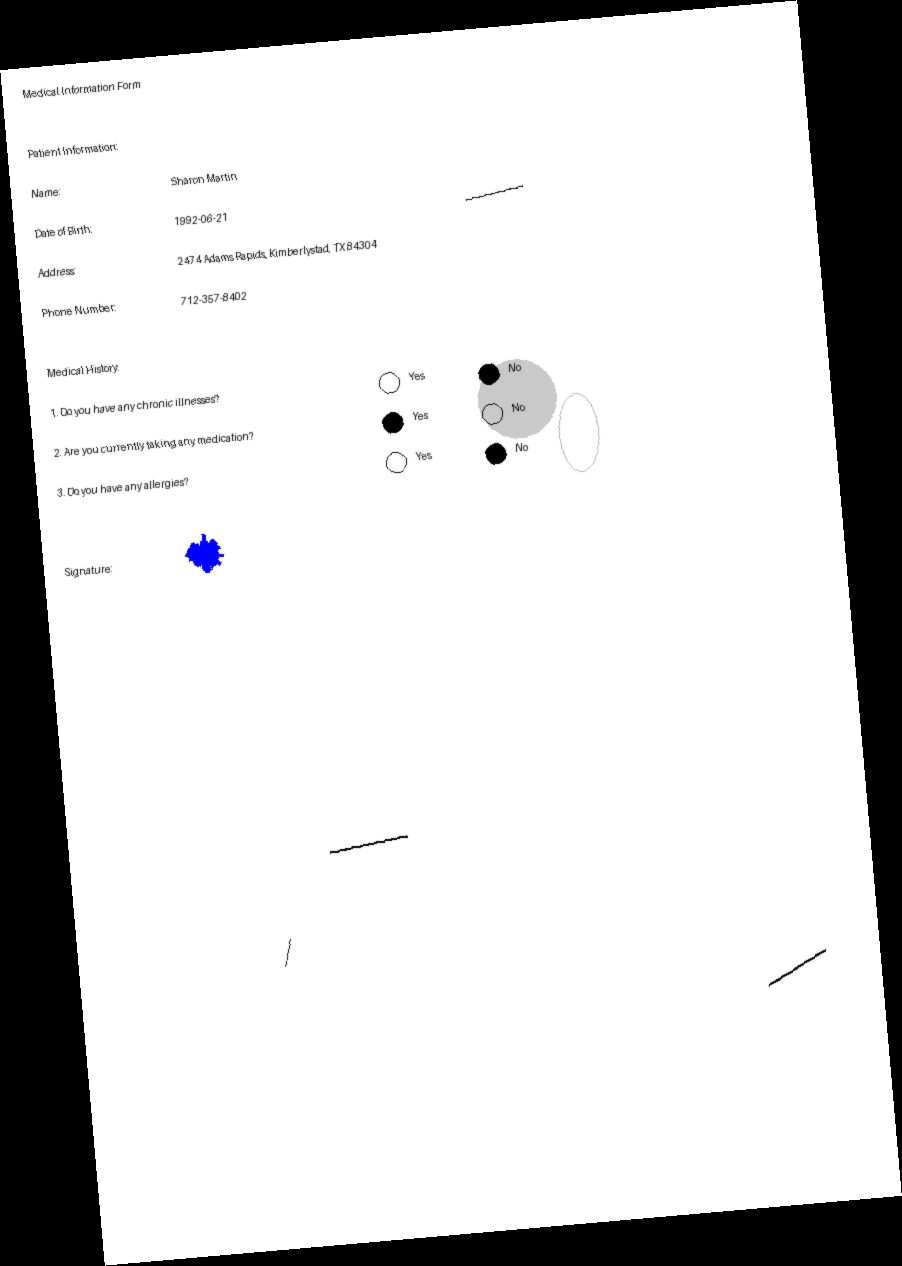 Medical Information Form
Patient Information:
Name: Sharon Martin
Date of Birth: 1992-06-21
Address: 2474 Adams Rapids, Kimberlystad, TX 84304
Phone Number: 712-357-8402
Medical History:
1. Do you have any chronic illnesses? Yes No
2. Are you currently taking any medication? Yes No
3. Do you have any allergies? Yes No
Signature: